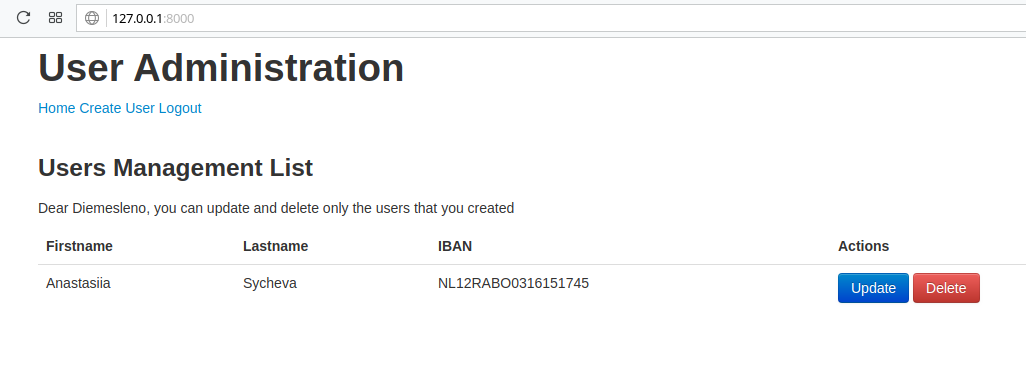 127.0.0.1:8000
User Administration
Home Create User Logout
Users Management List
Dear Diemesleno, you can update and delete only the users that you created
Firstname Lastname IBAN Actions
Anastasiia Sycheva NL12RABO0316151745 Update Delete